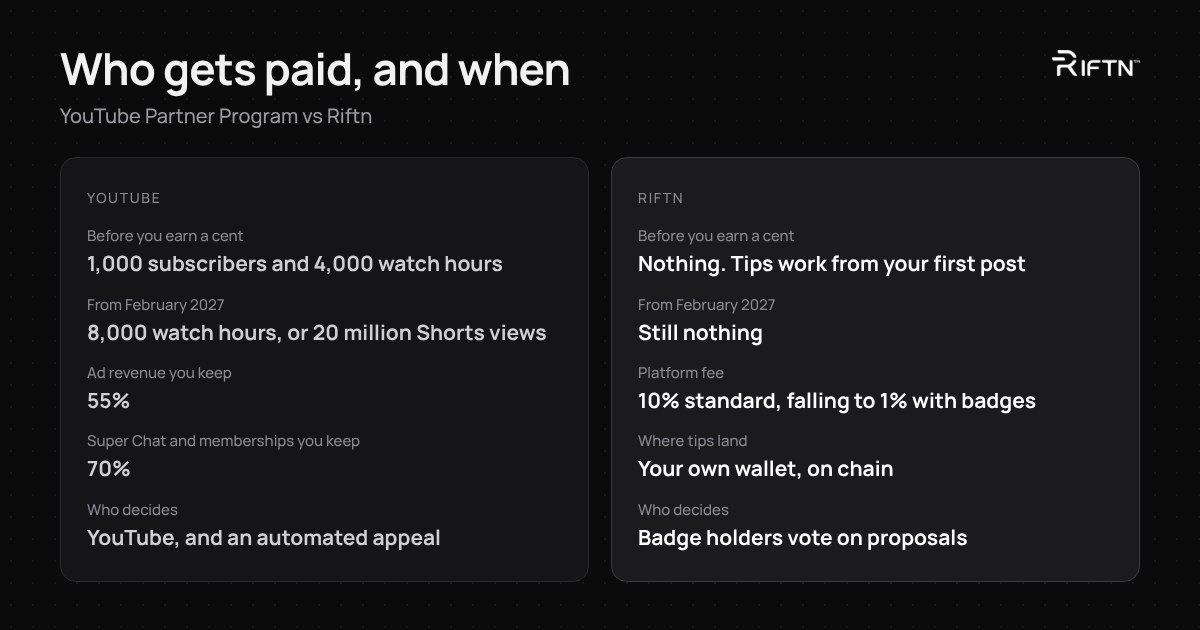 Who gets paid, and when
RIFTN™
YouTube Partner Program vs Riftn
YOUTUBE
Before you earn a cent
1,000 subscribers and 4,000 watch hours
From February 2027
8,000 watch hours, or 20 million Shorts views
Ad revenue you keep
55%
Super Chat and memberships you keep
70%
Who decides
YouTube, and an automated appeal
RIFTN
Before you earn a cent
Nothing. Tips work from your first post
From February 2027
Still nothing
Platform fee
10% standard, falling to 1% with badges
Where tips land
Your own wallet, on chain
Who decides
Badge holders vote on proposals